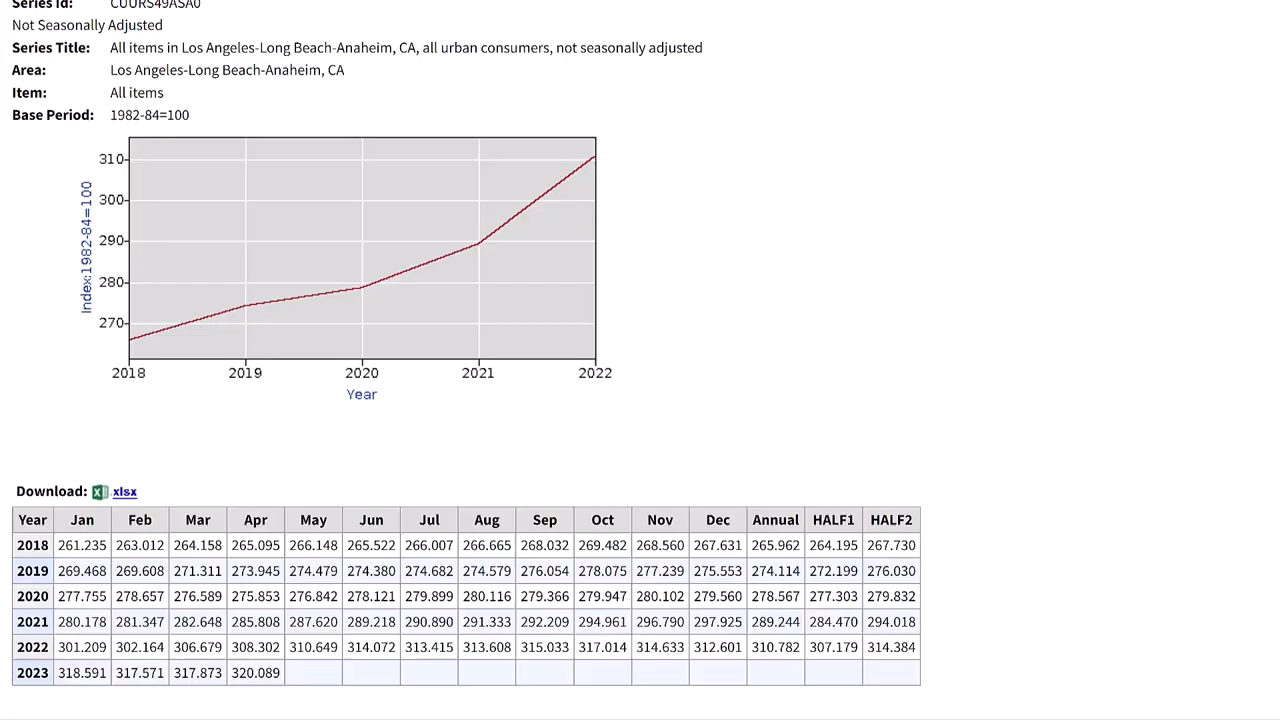 Series Id: CUURS49ASA0
Not Seasonally Adjusted
Series Title: All items in Los Angeles-Long Beach-Anaheim, CA, all urban consumers, not seasonally adjusted
Area: Los Angeles-Long Beach-Anaheim, CA
Item: All items
Base Period: 1982-84=100
310
300
290
280
270
Index:1982-84=100
2018 2019 2020 2021 2022
Year
Download: xlsx
Year Jan Feb Mar Apr May Jun Jul Aug Sep Oct Nov Dec Annual HALF1 HALF2
2018 261.235 263.012 264.158 265.095 266.148 265.522 266.007 266.665 268.032 269.482 268.560 267.631 265.962 264.195 267.730
2019 269.468 269.608 271.311 273.945 274.479 274.380 274.682 274.579 276.054 278.075 277.239 275.553 274.114 272.199 276.030
2020 277.755 278.657 276.589 275.853 276.842 278.121 279.899 280.116 279.366 279.947 280.102 279.560 278.567 277.303 279.832
2021 280.178 281.347 282.648 285.808 287.620 289.218 290.890 291.333 292.209 294.961 296.790 297.925 289.244 284.470 294.018
2022 301.209 302.164 306.679 308.302 310.649 314.072 313.415 313.608 315.033 317.014 314.633 312.601 310.782 307.179 314.384
2023 318.591 317.571 317.873 320.089